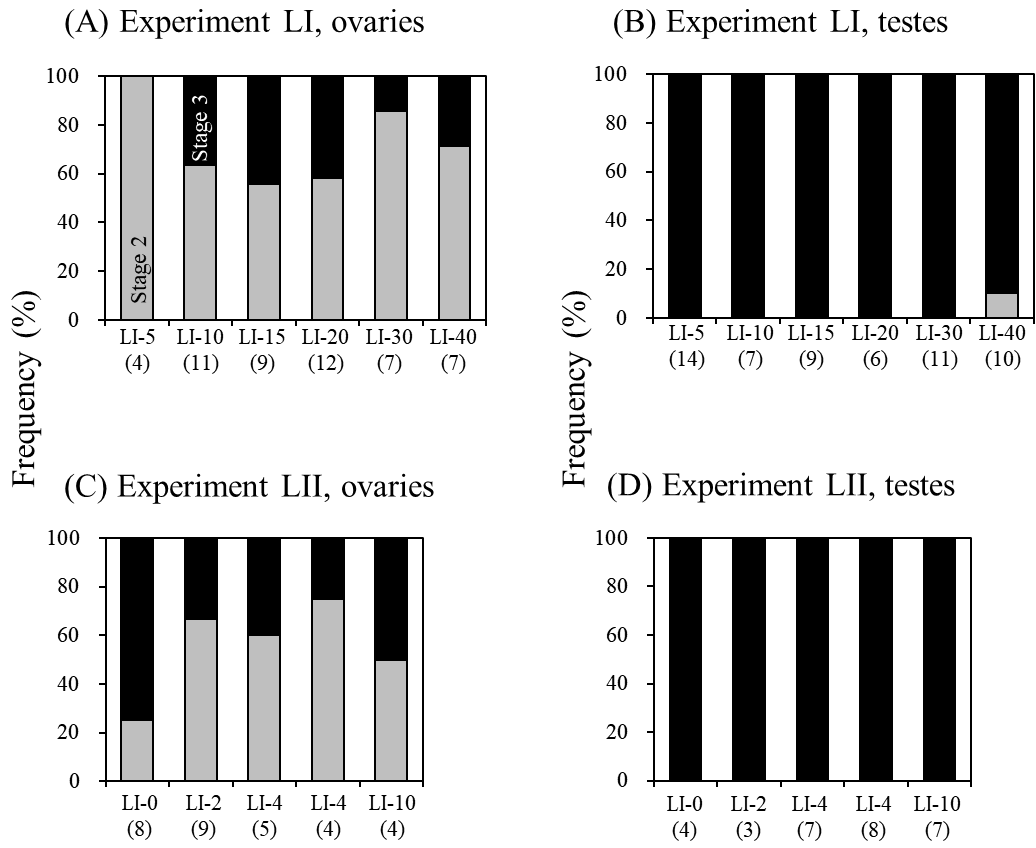 (A) Experiment LI, ovaries
100
80
60
40
20
0
Stage 2
Stage 3
LI-5 LI-10 LI-15 LI-20 LI-30 LI-40
(4) (11) (9) (12) (7) (7)
(B) Experiment LI, testes
100
80
60
40
20
0
LI-5 LI-10 LI-15 LI-20 LI-30 LI-40
(14) (7) (9) (6) (11) (10)
Frequency (%)
Frequency (%)
(C) Experiment LII, ovaries
100
80
60
40
20
0
LI-0 LI-2 LI-4 LI-4 LI-10
(8) (9) (5) (4) (4)
(D) Experiment LII, testes
100
80
60
40
20
0
LI-0 LI-2 LI-4 LI-4 LI-10
(4) (3) (7) (8) (7)